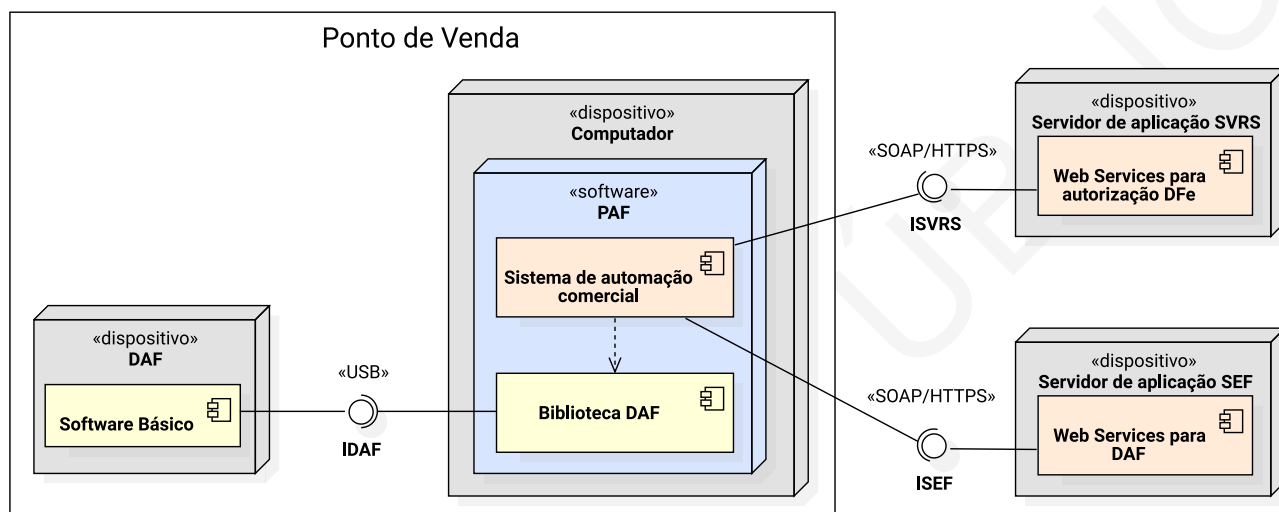 Ponto de Venda
«dispositivo»
Computador
«software»
PAF
Sistema de automação
comercial
Biblioteca DAF
«dispositivo»
DAF
Software Básico
«USB»
IDAF
«SOAP/HTTPS»
ISVRS
«dispositivo»
Servidor de aplicação SVRS
Web Services para
autorização DFe
«SOAP/HTTPS»
ISEF
«dispositivo»
Servidor de aplicação SEF
Web Services para
DAF